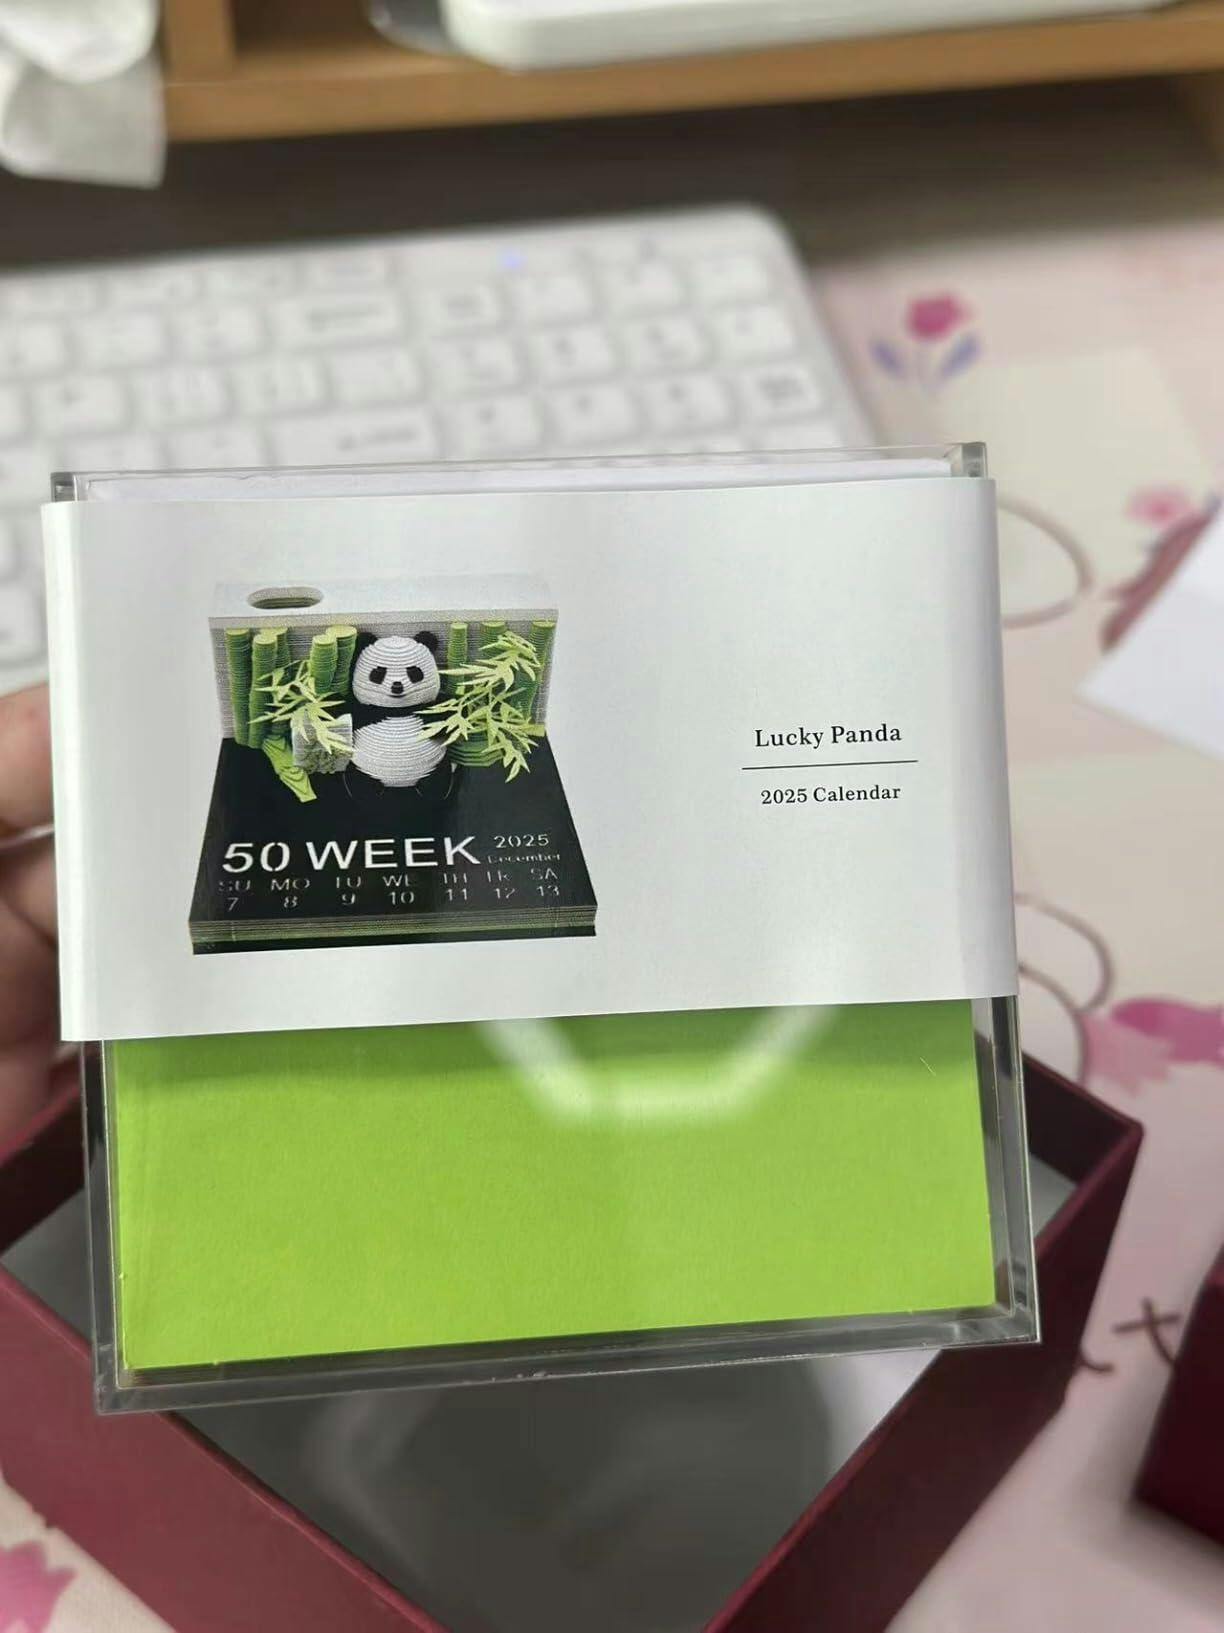 Lucky Panda
2025 Calendar
50 WEEK 2025
December
SU MO TU WE TH FR SA
7 8 9 10 11 12 13